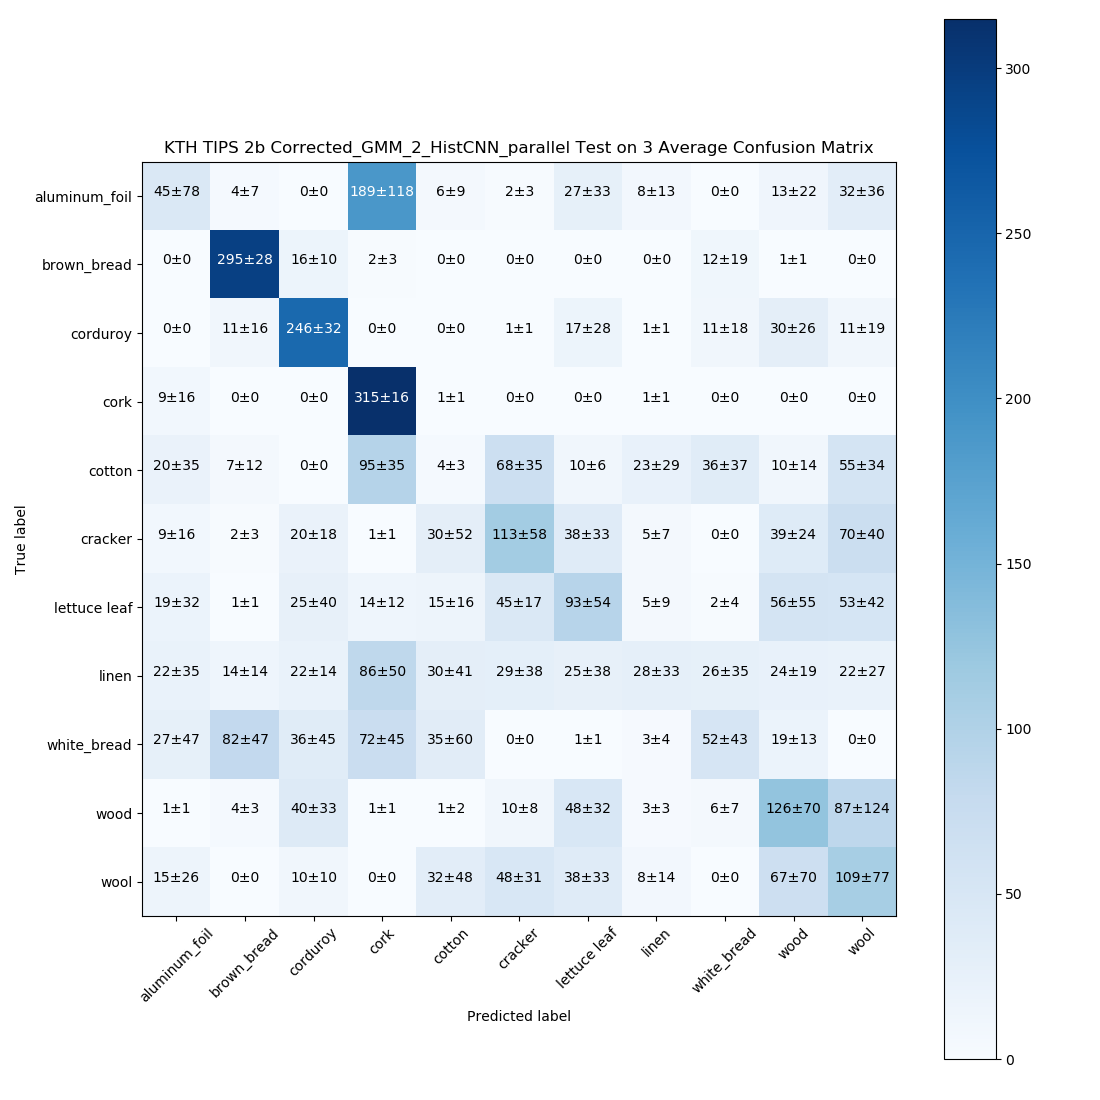 KTH TIPS 2b Corrected_GMM_2_HistCNN_parallel Test on 3 Average Confusion Matrix
aluminum_foil 45±78 4±7 0±0 189±118 6±9 2±3 27±33 8±13 0±0 13±22 32±36
brown_bread 0±0 295±28 16±10 2±3 0±0 0±0 0±0 0±0 12±19 1±1 0±0
corduroy 0±0 11±16 246±32 0±0 0±0 1±1 17±28 1±1 11±18 30±26 11±19
cork 9±16 0±0 0±0 315±16 1±1 0±0 0±0 1±1 0±0 0±0 0±0
cotton 20±35 7±12 0±0 95±35 4±3 68±35 10±6 23±29 36±37 10±14 55±34
cracker 9±16 2±3 20±18 1±1 30±52 113±58 38±33 5±7 0±0 39±24 70±40
lettuce leaf 19±32 1±1 25±40 14±12 15±16 45±17 93±54 5±9 2±4 56±55 53±42
linen 22±35 14±14 22±14 86±50 30±41 29±38 25±38 28±33 26±35 24±19 22±27
white_bread 27±47 82±47 36±45 72±45 35±60 0±0 1±1 3±4 52±43 19±13 0±0
wood 1±1 4±3 40±33 1±1 1±2 10±8 48±32 3±3 6±7 126±70 87±124
wool 15±26 0±0 10±10 0±0 32±48 48±31 38±33 8±14 0±0 67±70 109±77
aluminum_foil brown_bread corduroy cork cotton cracker lettuce leaf linen white_bread wood wool
Predicted label
True label
300
250
200
150
100
50
0